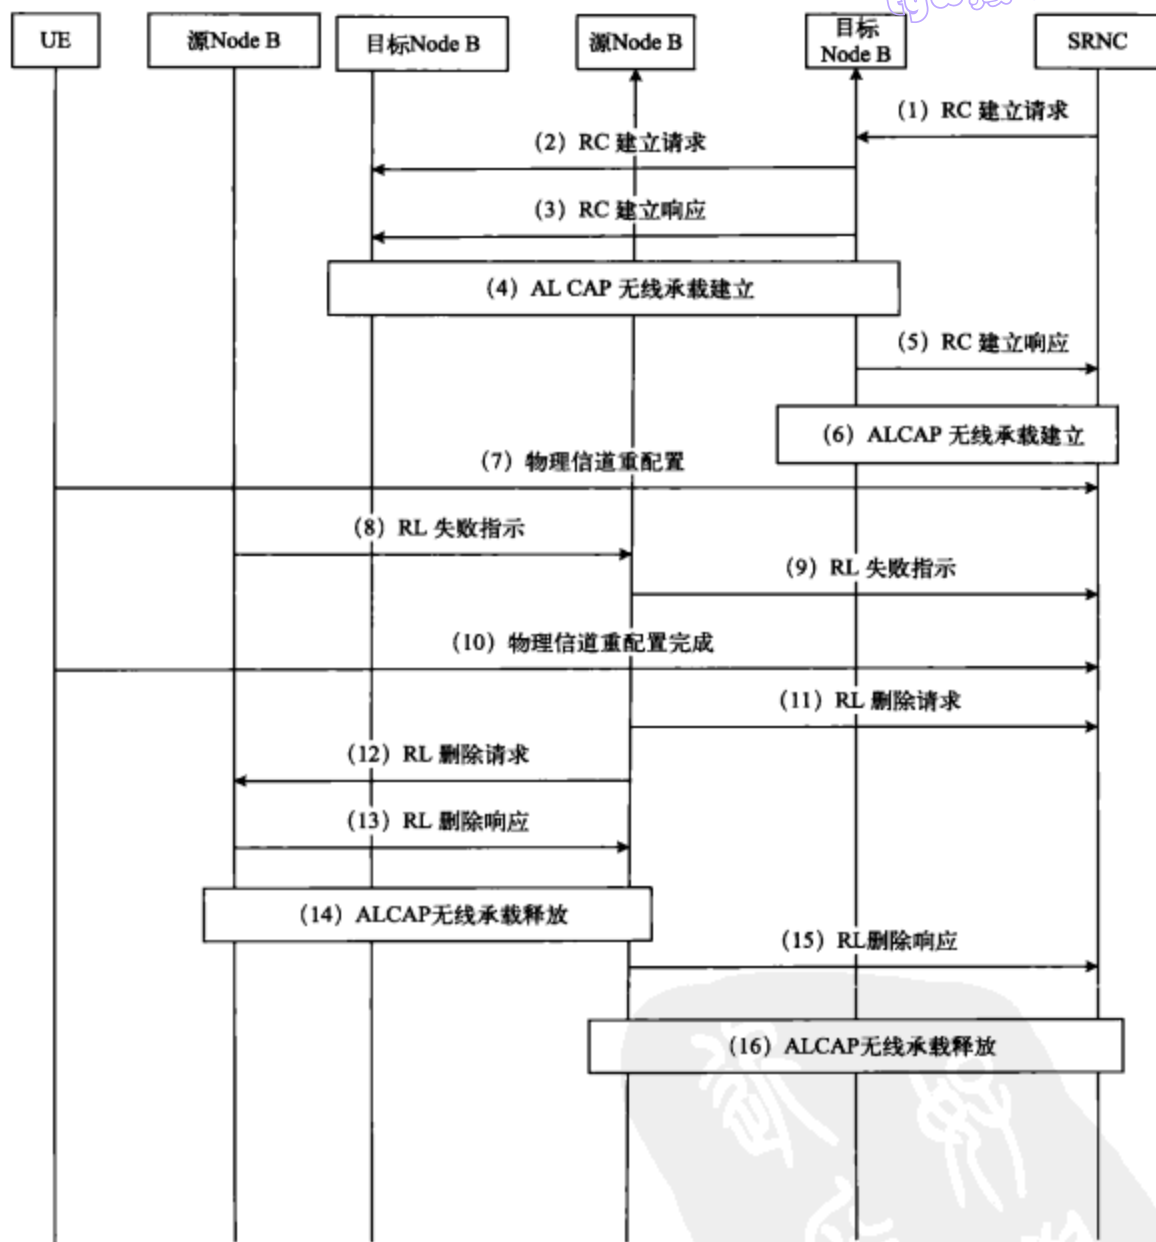 UE
源Node B
目标Node B
源Node B
目标
Node B
SRNC
(1) RC 建立请求
(2) RC 建立请求
(3) RC 建立响应
(4) AL CAP 无线承载建立
(5) RC 建立响应
(6) ALCAP 无线承载建立
(7) 物理信道重配置
(8) RL 失败指示
(9) RL 失败指示
(10) 物理信道重配置完成
(11) RL 删除请求
(12) RL 删除请求
(13) RL 删除响应
(14) ALCAP无线承载释放
(15) RL删除响应
(16) ALCAP无线承载释放